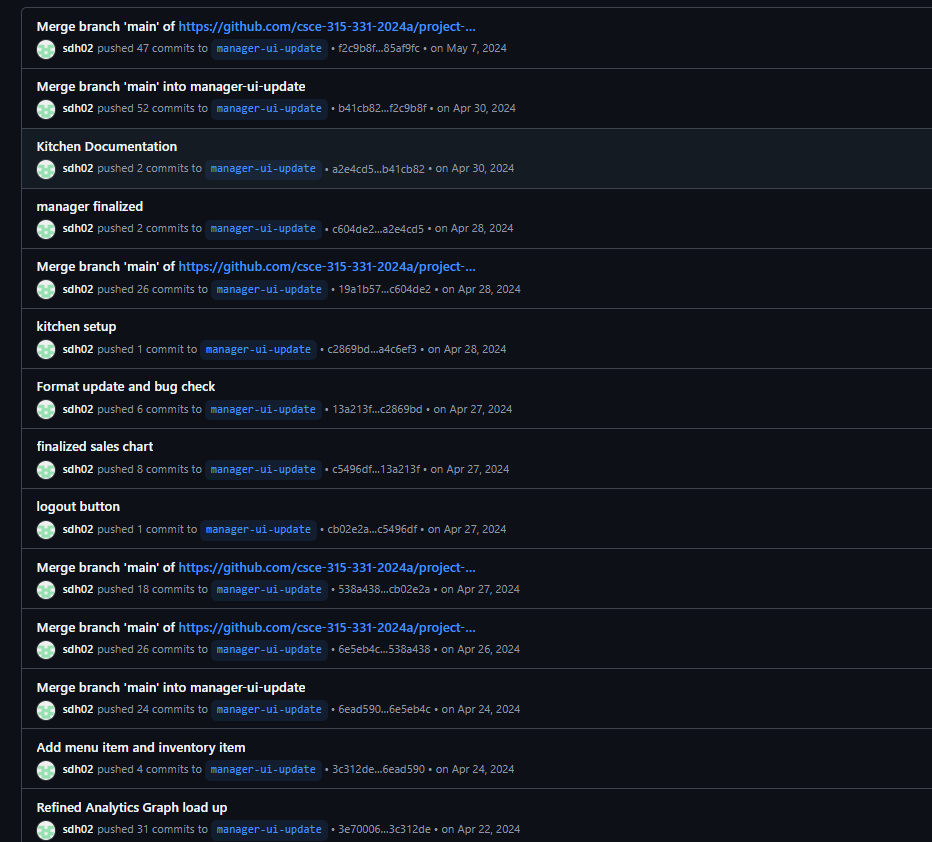 Merge branch 'main' of https://github.com/csce-315-331-2024a/project-...
sdh02 pushed 47 commits to manager-ui-update • f2c9b8f...85af9fc • on May 7, 2024
Merge branch 'main' into manager-ui-update
sdh02 pushed 52 commits to manager-ui-update • b41cb82...f2c9b8f • on Apr 30, 2024
Kitchen Documentation
sdh02 pushed 2 commits to manager-ui-update • a2e4cd5...b41cb82 • on Apr 30, 2024
manager finalized
sdh02 pushed 2 commits to manager-ui-update • c604de2...a2e4cd5 • on Apr 28, 2024
Merge branch 'main' of https://github.com/csce-315-331-2024a/project-...
sdh02 pushed 26 commits to manager-ui-update • 19a1b57...c604de2 • on Apr 28, 2024
kitchen setup
sdh02 pushed 1 commit to manager-ui-update • c2869bd...a4c6ef3 • on Apr 28, 2024
Format update and bug check
sdh02 pushed 6 commits to manager-ui-update • 13a213f...c2869bd • on Apr 27, 2024
finalized sales chart
sdh02 pushed 8 commits to manager-ui-update • c5496df...13a213f • on Apr 27, 2024
logout button
sdh02 pushed 1 commit to manager-ui-update • cb02e2a...c5496df • on Apr 27, 2024
Merge branch 'main' of https://github.com/csce-315-331-2024a/project-...
sdh02 pushed 18 commits to manager-ui-update • 538a438...cb02e2a • on Apr 27, 2024
Merge branch 'main' of https://github.com/csce-315-331-2024a/project-...
sdh02 pushed 26 commits to manager-ui-update • 6e5eb4c...538a438 • on Apr 26, 2024
Merge branch 'main' into manager-ui-update
sdh02 pushed 24 commits to manager-ui-update • 6ead590...6e5eb4c • on Apr 24, 2024
Add menu item and inventory item
sdh02 pushed 4 commits to manager-ui-update • 3c312de...6ead590 • on Apr 24, 2024
Refined Analytics Graph load up
sdh02 pushed 31 commits to manager-ui-update • 3e70006...3c312de • on Apr 22, 2024